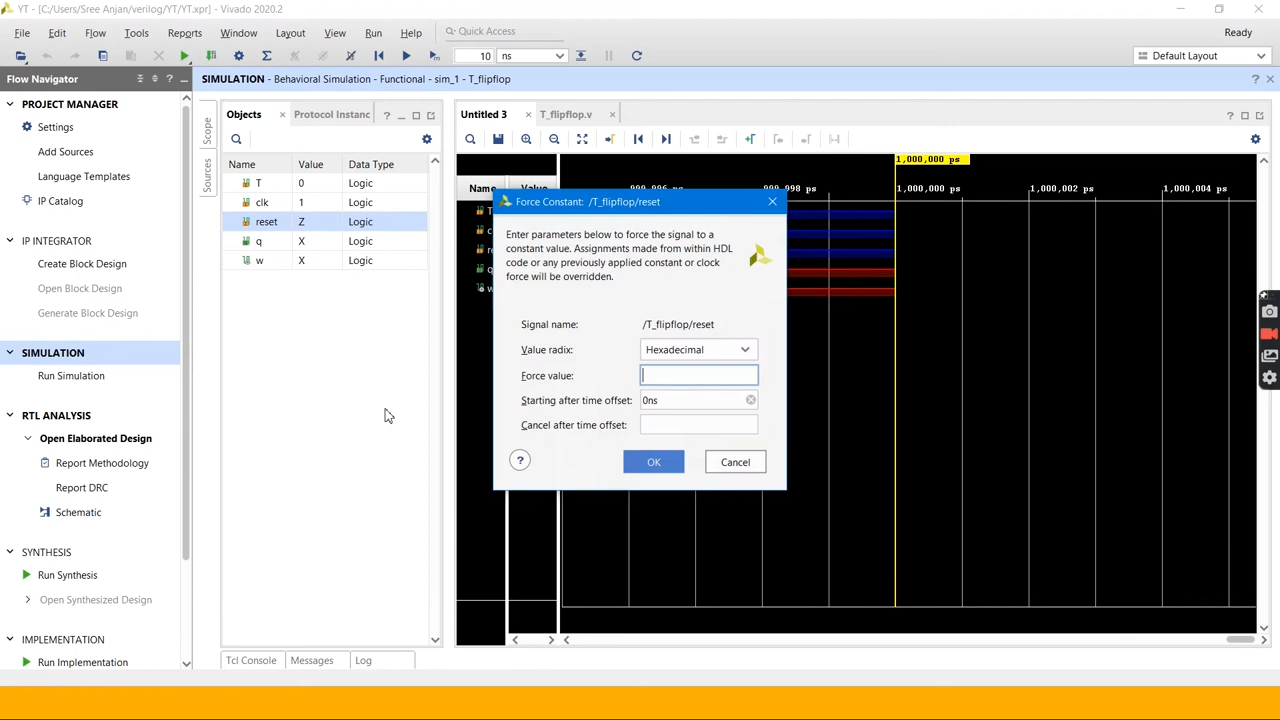 YT - [C:/Users/Sree Anjan/verilog/YT/YT.xpr] - Vivado 2020.2
File Edit Flow Tools Reports Window Layout View Run Help Quick Access Ready
10 ns Default Layout
Flow Navigator
SIMULATION - Behavioral Simulation - Functional - sim_1 - T_flipflop
PROJECT MANAGER
Settings
Add Sources
Language Templates
IP Catalog
IP INTEGRATOR
Create Block Design
Open Block Design
Generate Block Design
SIMULATION
Run Simulation
RTL ANALYSIS
Open Elaborated Design
Report Methodology
Report DRC
Schematic
SYNTHESIS
Run Synthesis
Open Synthesized Design
IMPLEMENTATION
Run Implementation
Scope
Sources
Objects Protocol Instanc
Name Value Data Type
T 0 Logic
clk 1 Logic
reset Z Logic
q X Logic
w X Logic
Tcl Console Messages Log
Untitled 3 T_flipflop.v
1,000,000 ps
Name Value 999,996 ps 999,998 ps 1,000,000 ps 1,000,002 ps 1,000,004 ps
Force Constant: /T_flipflop/reset
Enter parameters below to force the signal to a
constant value. Assignments made from within HDL
code or any previously applied constant or clock
force will be overridden.
Signal name: /T_flipflop/reset
Value radix: Hexadecimal
Force value:
Starting after time offset: 0ns
Cancel after time offset:
? OK Cancel